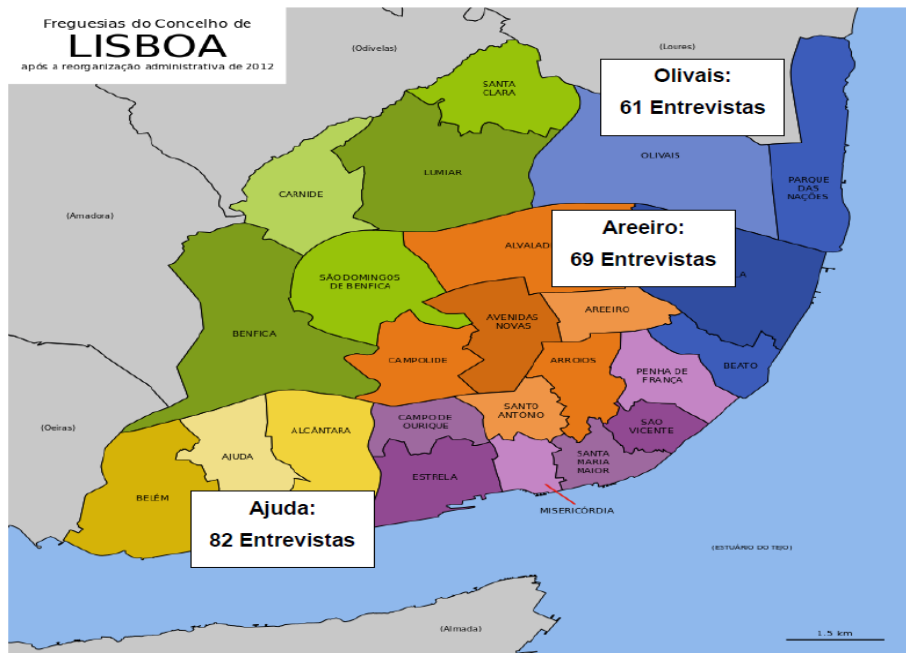 Freguesias do Concelho de
LISBOA
após a reorganização administrativa de 2012
(Odivelas)
(Loures)
Olivais:
61 Entrevistas
SANTA
CLARA
OLIVAIS
LUMIAR
PARQUE
DAS
NAÇÕES
CARNIDE
(Amadora)
Areeiro:
69 Entrevistas
ALVALAD
LA
SÃO DOMINGOS
DE BENFICA
AREEIRO
AVENIDAS
NOVAS
BENFICA
CAMPOLIDE
ARROIOS
BEATO
PENHA DE
FRANÇA
SANTO
ANTÓNIO
(Oeiras)
ALCÂNTARA
CAMPO DE
OURIQUE
SÃO
VICENTE
AJUDA
SANTA
MARIA
MAIOR
ESTRELA
BELÉM
Ajuda:
82 Entrevistas
MISERICÓRDIA
(ESTUÁRIO DO TEJO)
(Almada)
1.5 km